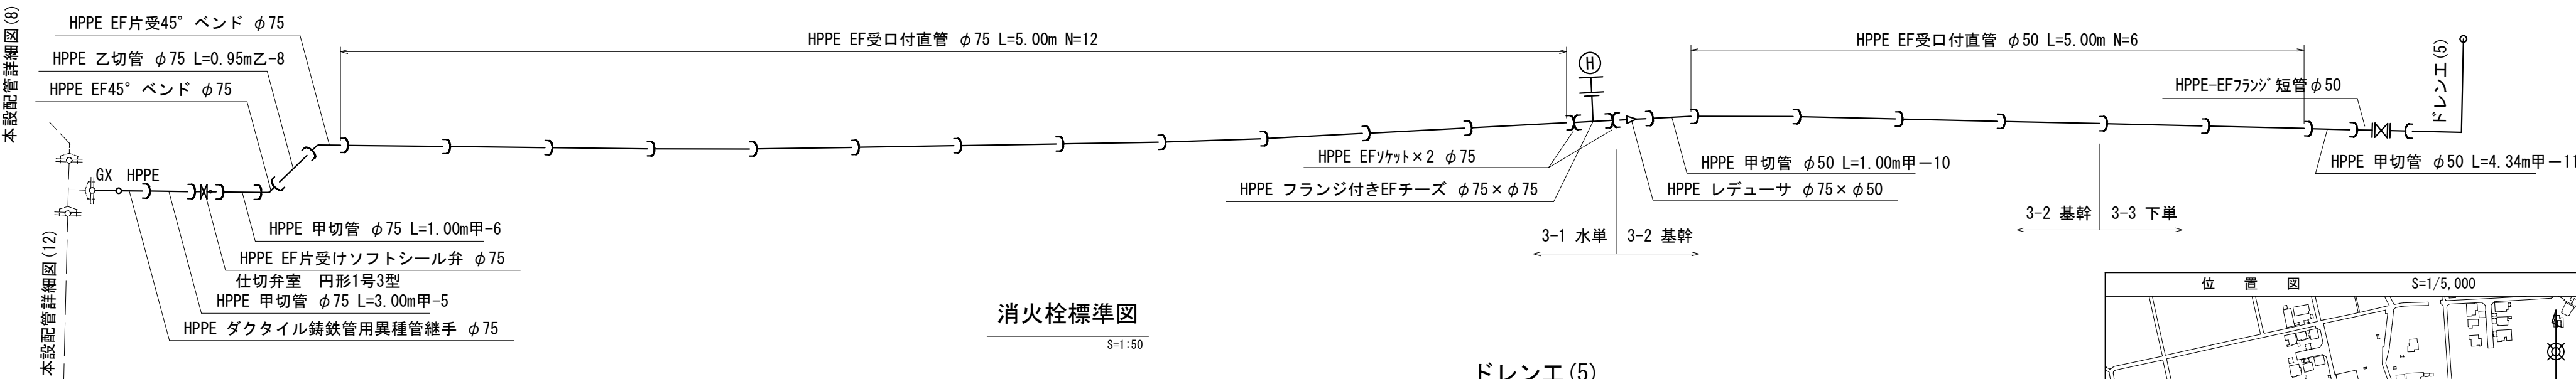 本設配管詳細図(8)
HPPE EF片受45°ベンド φ75
HPPE 乙切管 φ75 L=0.95m乙-8
HPPE EF45°ベンド φ75
HPPE EF受口付直管 φ75 L=5.00m N=12
HPPE EF受口付直管 φ50 L=5.00m N=6
H
HPPE-EFフランジ短管φ50
ドレン工(5)
GX HPPE
HPPE EFソケット×2 φ75
HPPE フランジ付きEFチーズ φ75×φ75
HPPE 甲切管 φ50 L=1.00m甲-10
HPPE レデューサ φ75×φ50
HPPE 甲切管 φ50 L=4.34m甲-11
3-1 水単 3-2 基幹
3-2 基幹 3-3 下単
HPPE 甲切管 φ75 L=1.00m甲-6
HPPE EF片受けソフトシール弁 φ75
仕切弁室 円形1号3型
HPPE 甲切管 φ75 L=3.00m甲-5
HPPE ダクタイル鋳鉄管用異種管継手 φ75
本設配管詳細図(12)
消火栓標準図
S=1:50
ドレン工(5)
位置図 S=1/5,000